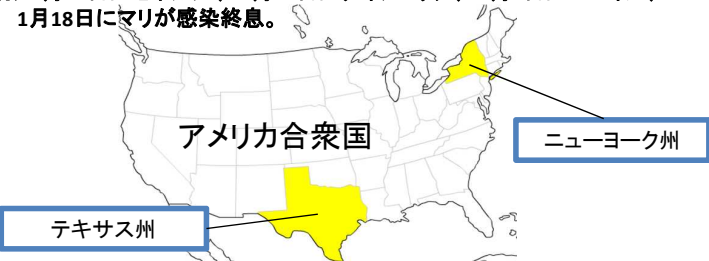 1月18日にマリが感染終息。
アメリカ合衆国
ニューヨーク州
テキサス州